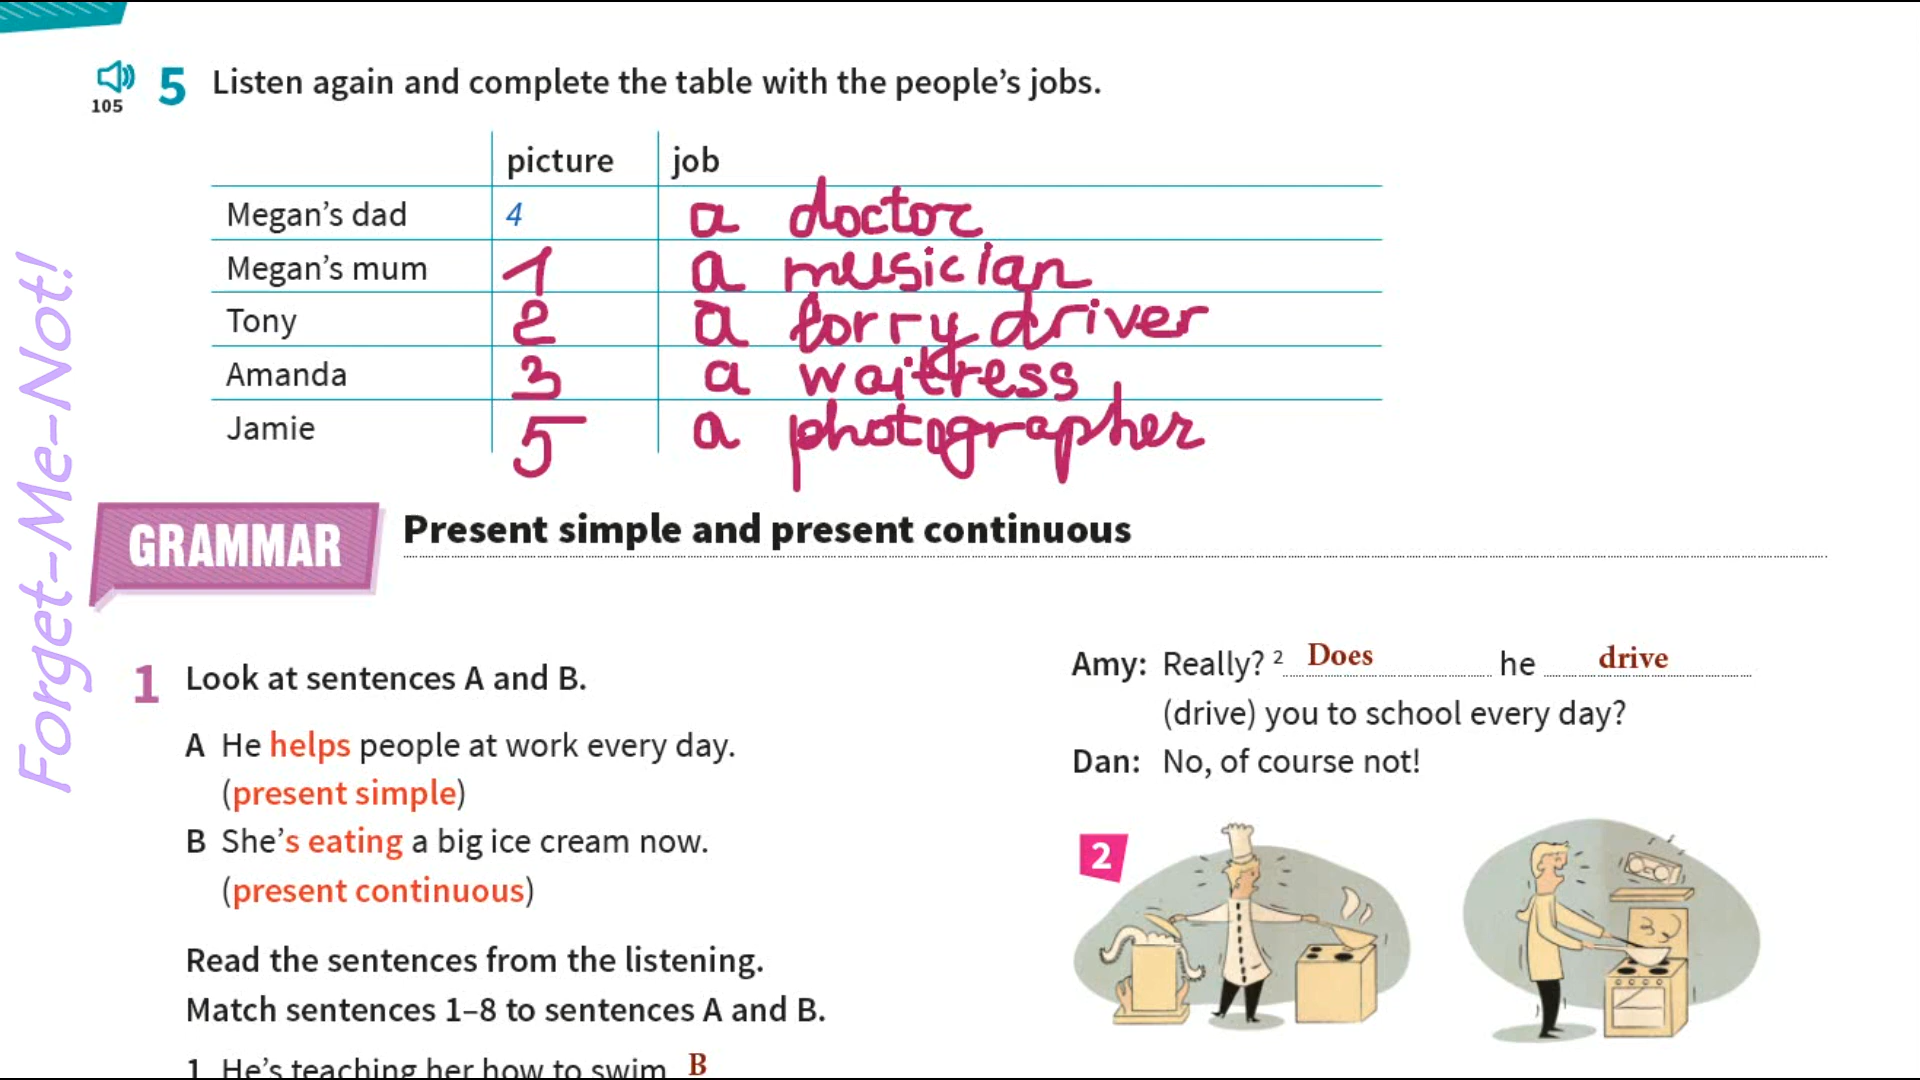 5 Listen again and complete the table with the people's jobs.
105
picture job
Megan's dad 4 a doctor
Megan's mum 1 a musician
Tony 2 a lorry driver
Amanda 3 a waitress
Jamie 5 a photographer
Forget-Me-Not!
GRAMMAR Present simple and present continuous
1 Look at sentences A and B.
A He helps people at work every day.
(present simple)
B She's eating a big ice cream now.
(present continuous)
Read the sentences from the listening.
Match sentences 1–8 to sentences A and B.
1 He's teaching her how to swim B
Amy: Really? 2 Does he drive
(drive) you to school every day?
Dan: No, of course not!
2